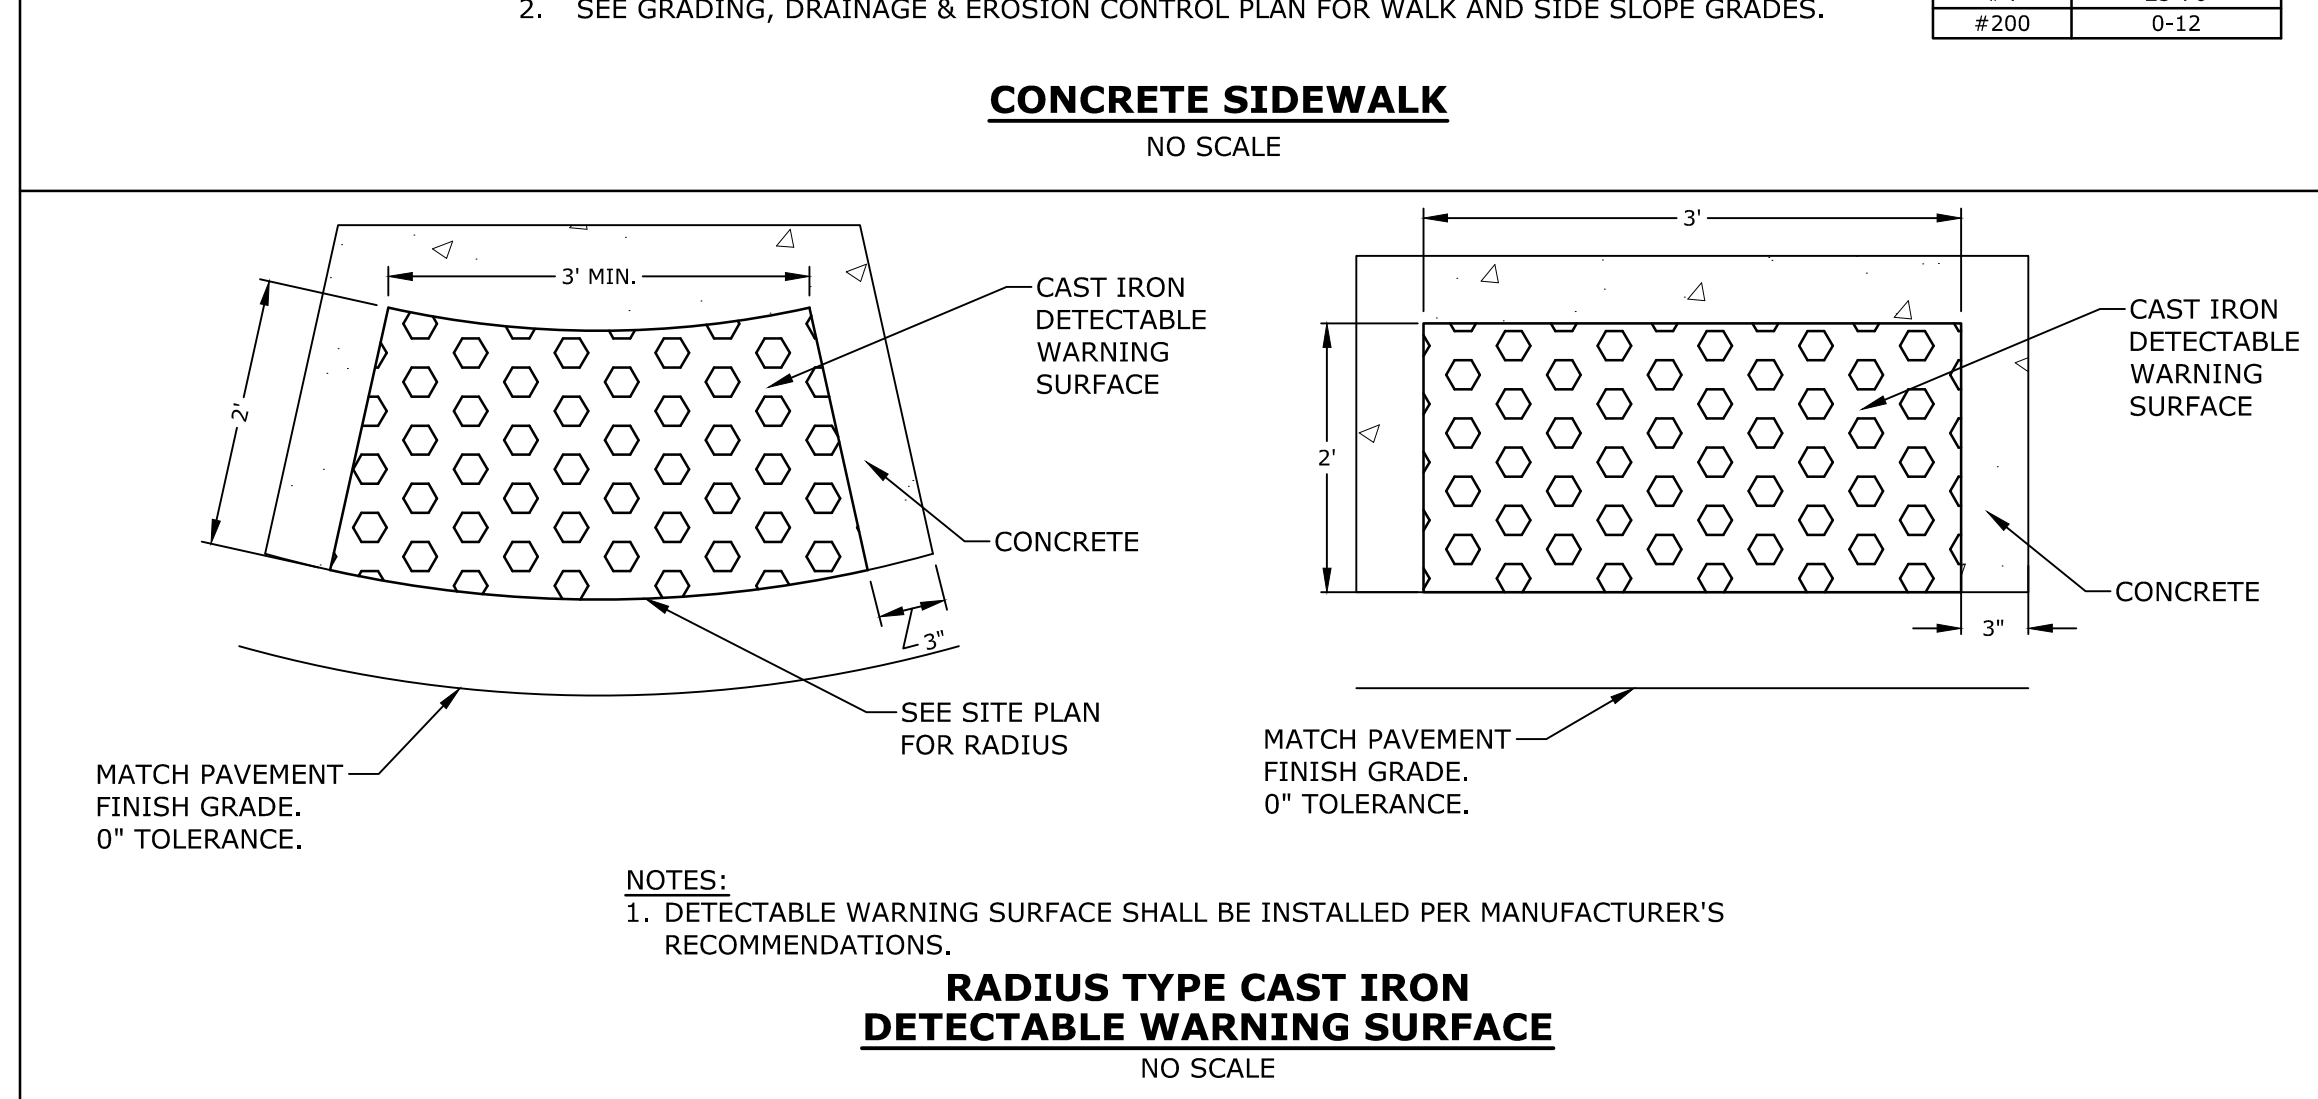 2. SEE GRADING, DRAINAGE & EROSION CONTROL PLAN FOR WALK AND SIDE SLOPE GRADES.
#200 0-12
CONCRETE SIDEWALK
NO SCALE
3' MIN.
2'
CAST IRON
DETECTABLE
WARNING
SURFACE
CONCRETE
3"
SEE SITE PLAN
FOR RADIUS
MATCH PAVEMENT
FINISH GRADE.
0" TOLERANCE.
3'
2'
CAST IRON
DETECTABLE
WARNING
SURFACE
CONCRETE
3"
MATCH PAVEMENT
FINISH GRADE.
0" TOLERANCE.
NOTES:
1. DETECTABLE WARNING SURFACE SHALL BE INSTALLED PER MANUFACTURER'S
RECOMMENDATIONS.
RADIUS TYPE CAST IRON
DETECTABLE WARNING SURFACE
NO SCALE